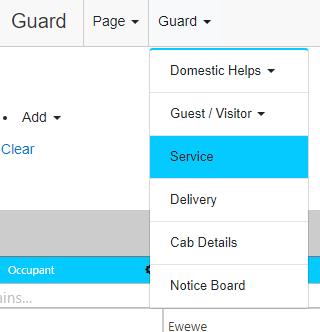 Guard Page Guard
Domestic Helps
Guest / Visitor
Add
Service
Clear
Delivery
Cab Details
Occupant
Notice Board
ains...
Ewewe